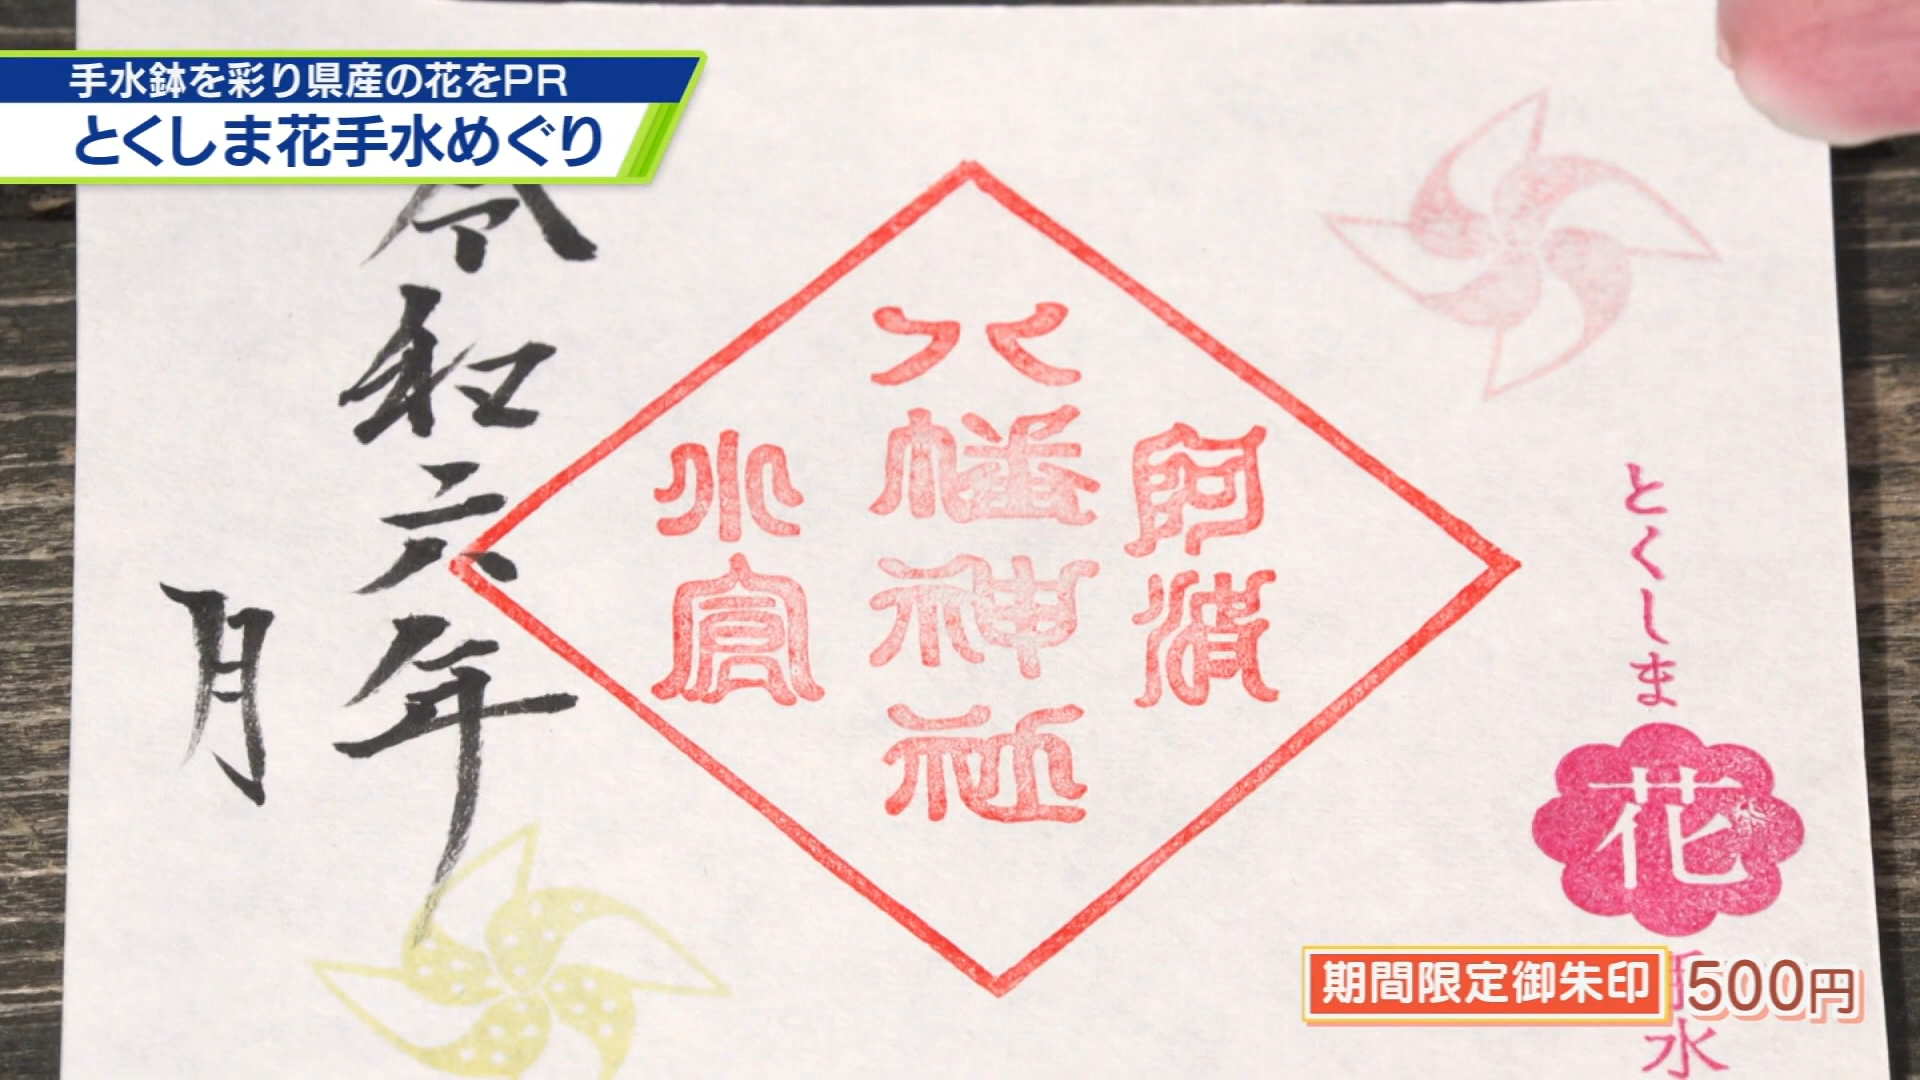 手水鉢を彩り県産の花をPR
とくしま花手水めぐり
とくしま
花
水
八幡神社
令和六年
月
期間限定御朱印 500円